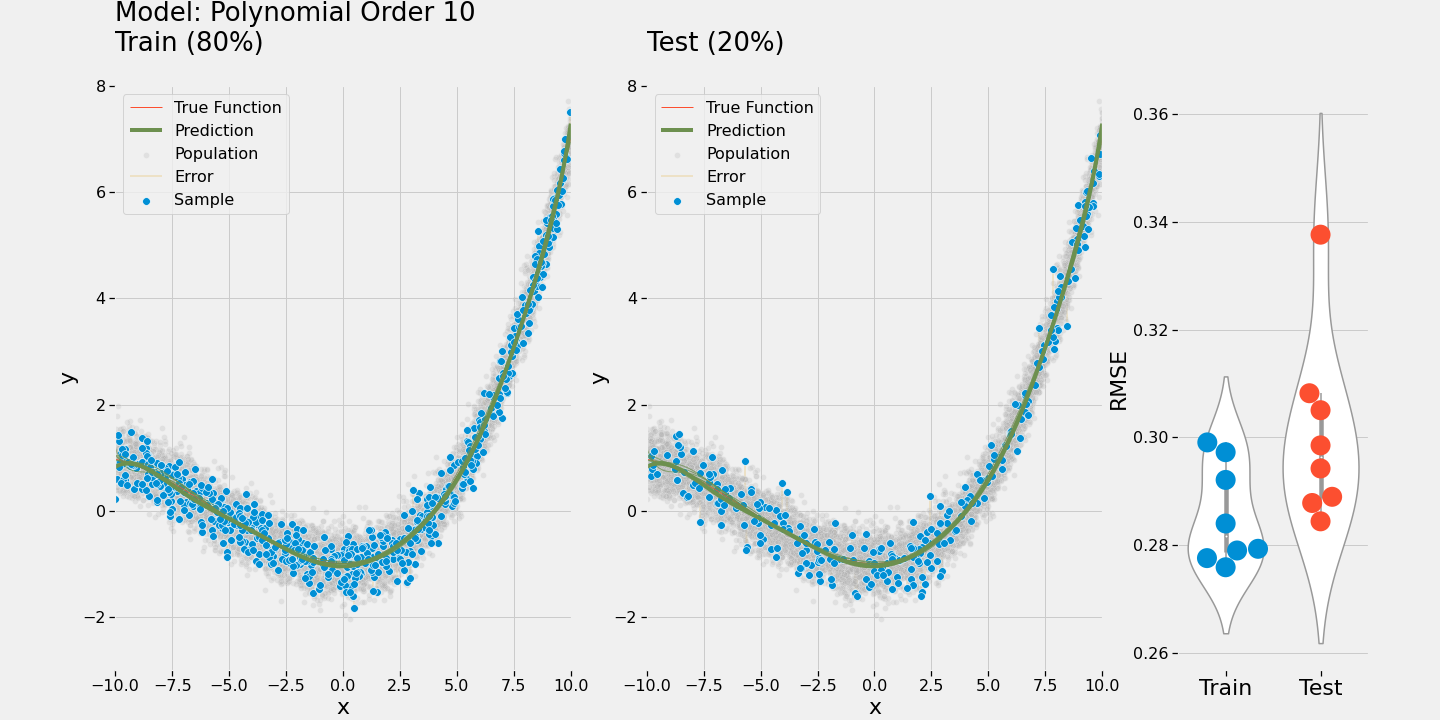 Model: Polynomial Order 10
Train (80%)
8
6
4
2
0
−2
y
True Function
Prediction
Population
Error
Sample
−10.0 −7.5 −5.0 −2.5 0.0 2.5 5.0 7.5 10.0
x
Test (20%)
8
6
4
2
0
−2
y
True Function
Prediction
Population
Error
Sample
−10.0 −7.5 −5.0 −2.5 0.0 2.5 5.0 7.5 10.0
x
0.36
0.34
0.32
0.30
0.28
0.26
RMSE
Train Test